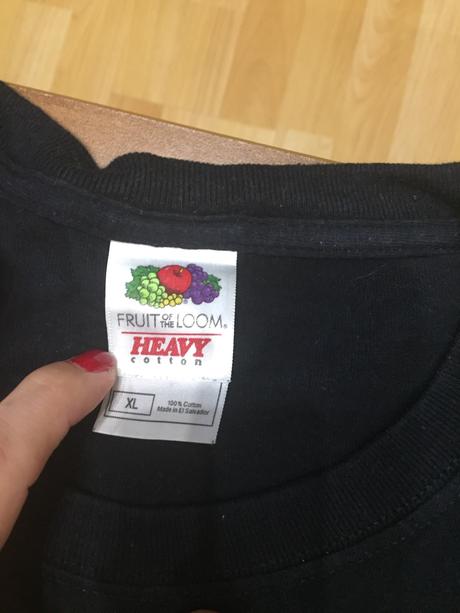 FRUIT OF THE LOOM®
HEAVY
cotton
XL
100% Cotton
Made in El Salvador